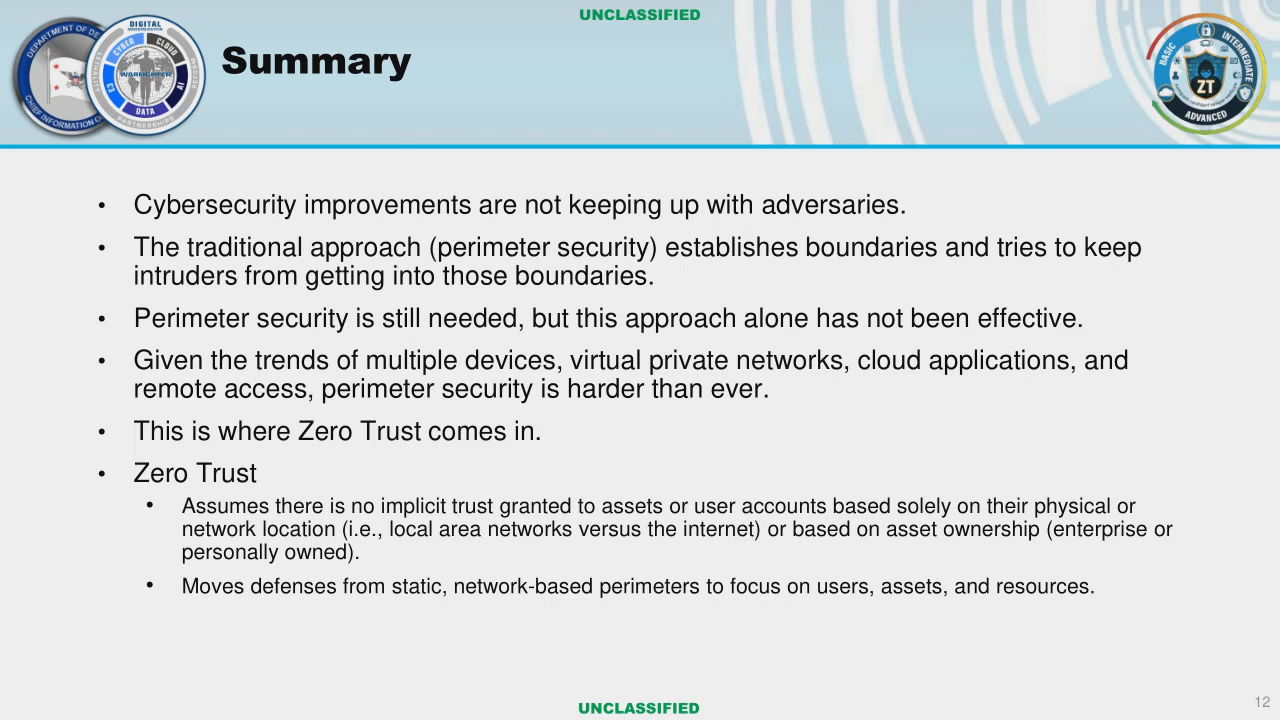 UNCLASSIFIED
DEPARTMENT OF DE
CHIEF INFORMATION O
DIGITAL
MODERNIZATION
CYBER
CLOUD
WARFIGHTER
C3
AI
DATA
PARTNERSHIPS
Summary
BASIC
INTERMEDIATE
ZT
ADVANCED
• Cybersecurity improvements are not keeping up with adversaries.
• The traditional approach (perimeter security) establishes boundaries and tries to keep
intruders from getting into those boundaries.
• Perimeter security is still needed, but this approach alone has not been effective.
• Given the trends of multiple devices, virtual private networks, cloud applications, and
remote access, perimeter security is harder than ever.
• This is where Zero Trust comes in.
• Zero Trust
• Assumes there is no implicit trust granted to assets or user accounts based solely on their physical or
network location (i.e., local area networks versus the internet) or based on asset ownership (enterprise or
personally owned).
• Moves defenses from static, network-based perimeters to focus on users, assets, and resources.
UNCLASSIFIED
12